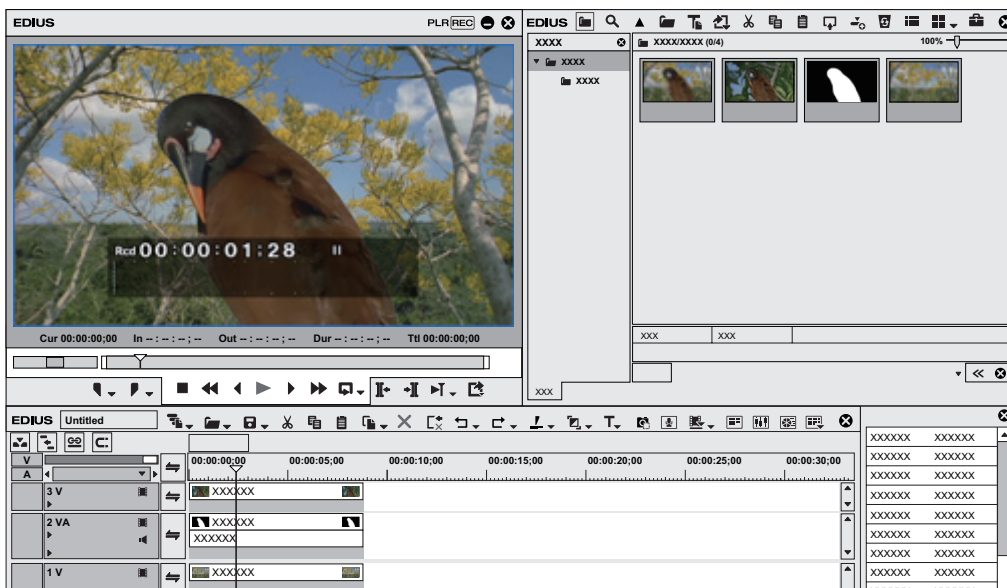 EDIUS PLR REC
Rcd 00:00:01:28
Cur 00:00:00;00 In -- : -- : -- ; -- Out -- : -- : -- ; -- Dur -- : -- : -- ; -- Ttl 00:00:00;00
EDIUS
XXXX
XXXX
XXXX
XXXX/XXXX (0/4) 100%
XXX XXX
XXX
EDIUS Untitled
V
A
00:00:00;00 00:00:05;00 00:00:10;00 00:00:15;00 00:00:20;00 00:00:25;00 00:00:30;00
3 V XXXXXX
2 VA XXXXXX
XXXXXX
1 V XXXXXX
XXXXXX XXXXXX
XXXXXX XXXXXX
XXXXXX XXXXXX
XXXXXX XXXXXX
XXXXXX XXXXXX
XXXXXX XXXXXX
XXXXXX XXXXXX
XXXXXX XXXXXX